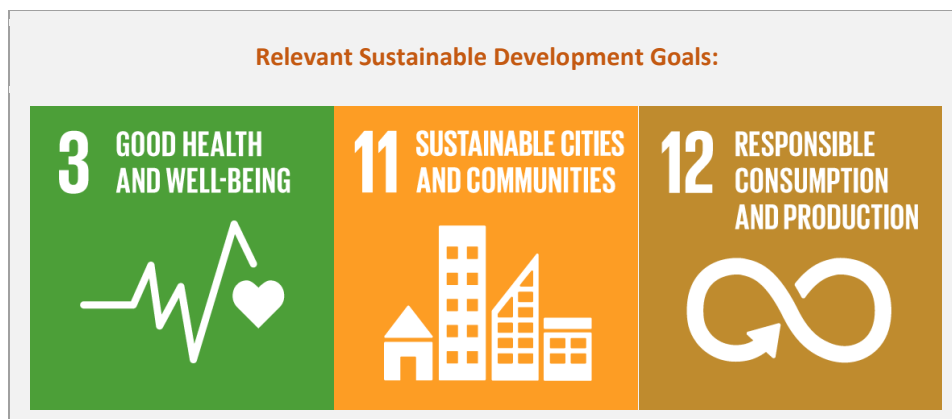 Relevant Sustainable Development Goals:
3
GOOD HEALTH
AND WELL-BEING
11
SUSTAINABLE CITIES
AND COMMUNITIES
12
RESPONSIBLE
CONSUMPTION
AND PRODUCTION